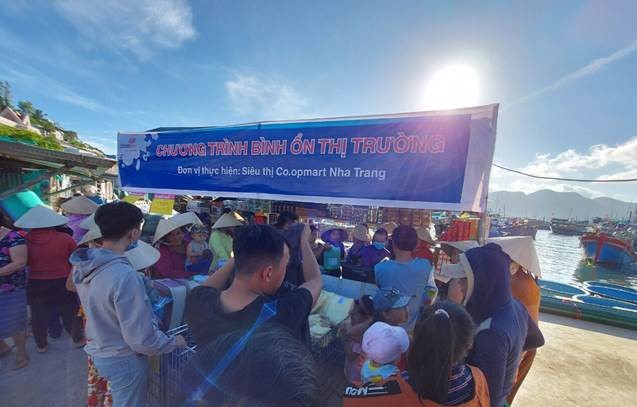 CHƯƠNG TRÌNH BÌNH ỔN THỊ TRƯỜNG
Đơn vị thực hiện: Siêu thị Co.opmart Nha Trang